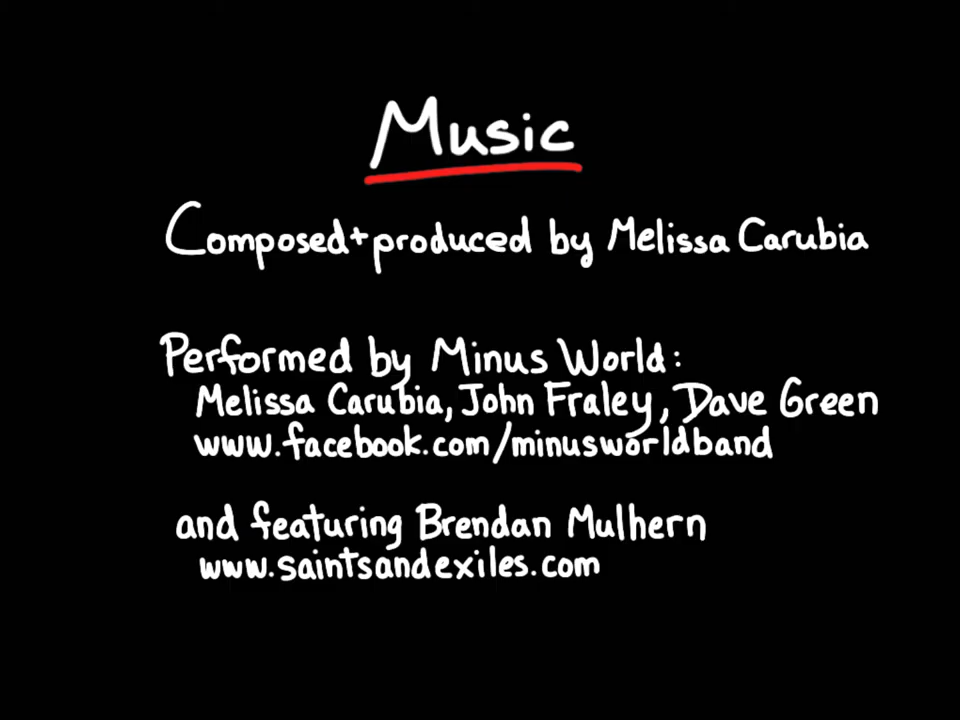 Music
Composed+produced by Melissa Carubia
Performed by Minus World:
Melissa Carubia, John Fraley, Dave Green
www.facebook.com/minusworldband
and featuring Brendan Mulhern
www.saintsandexiles.com